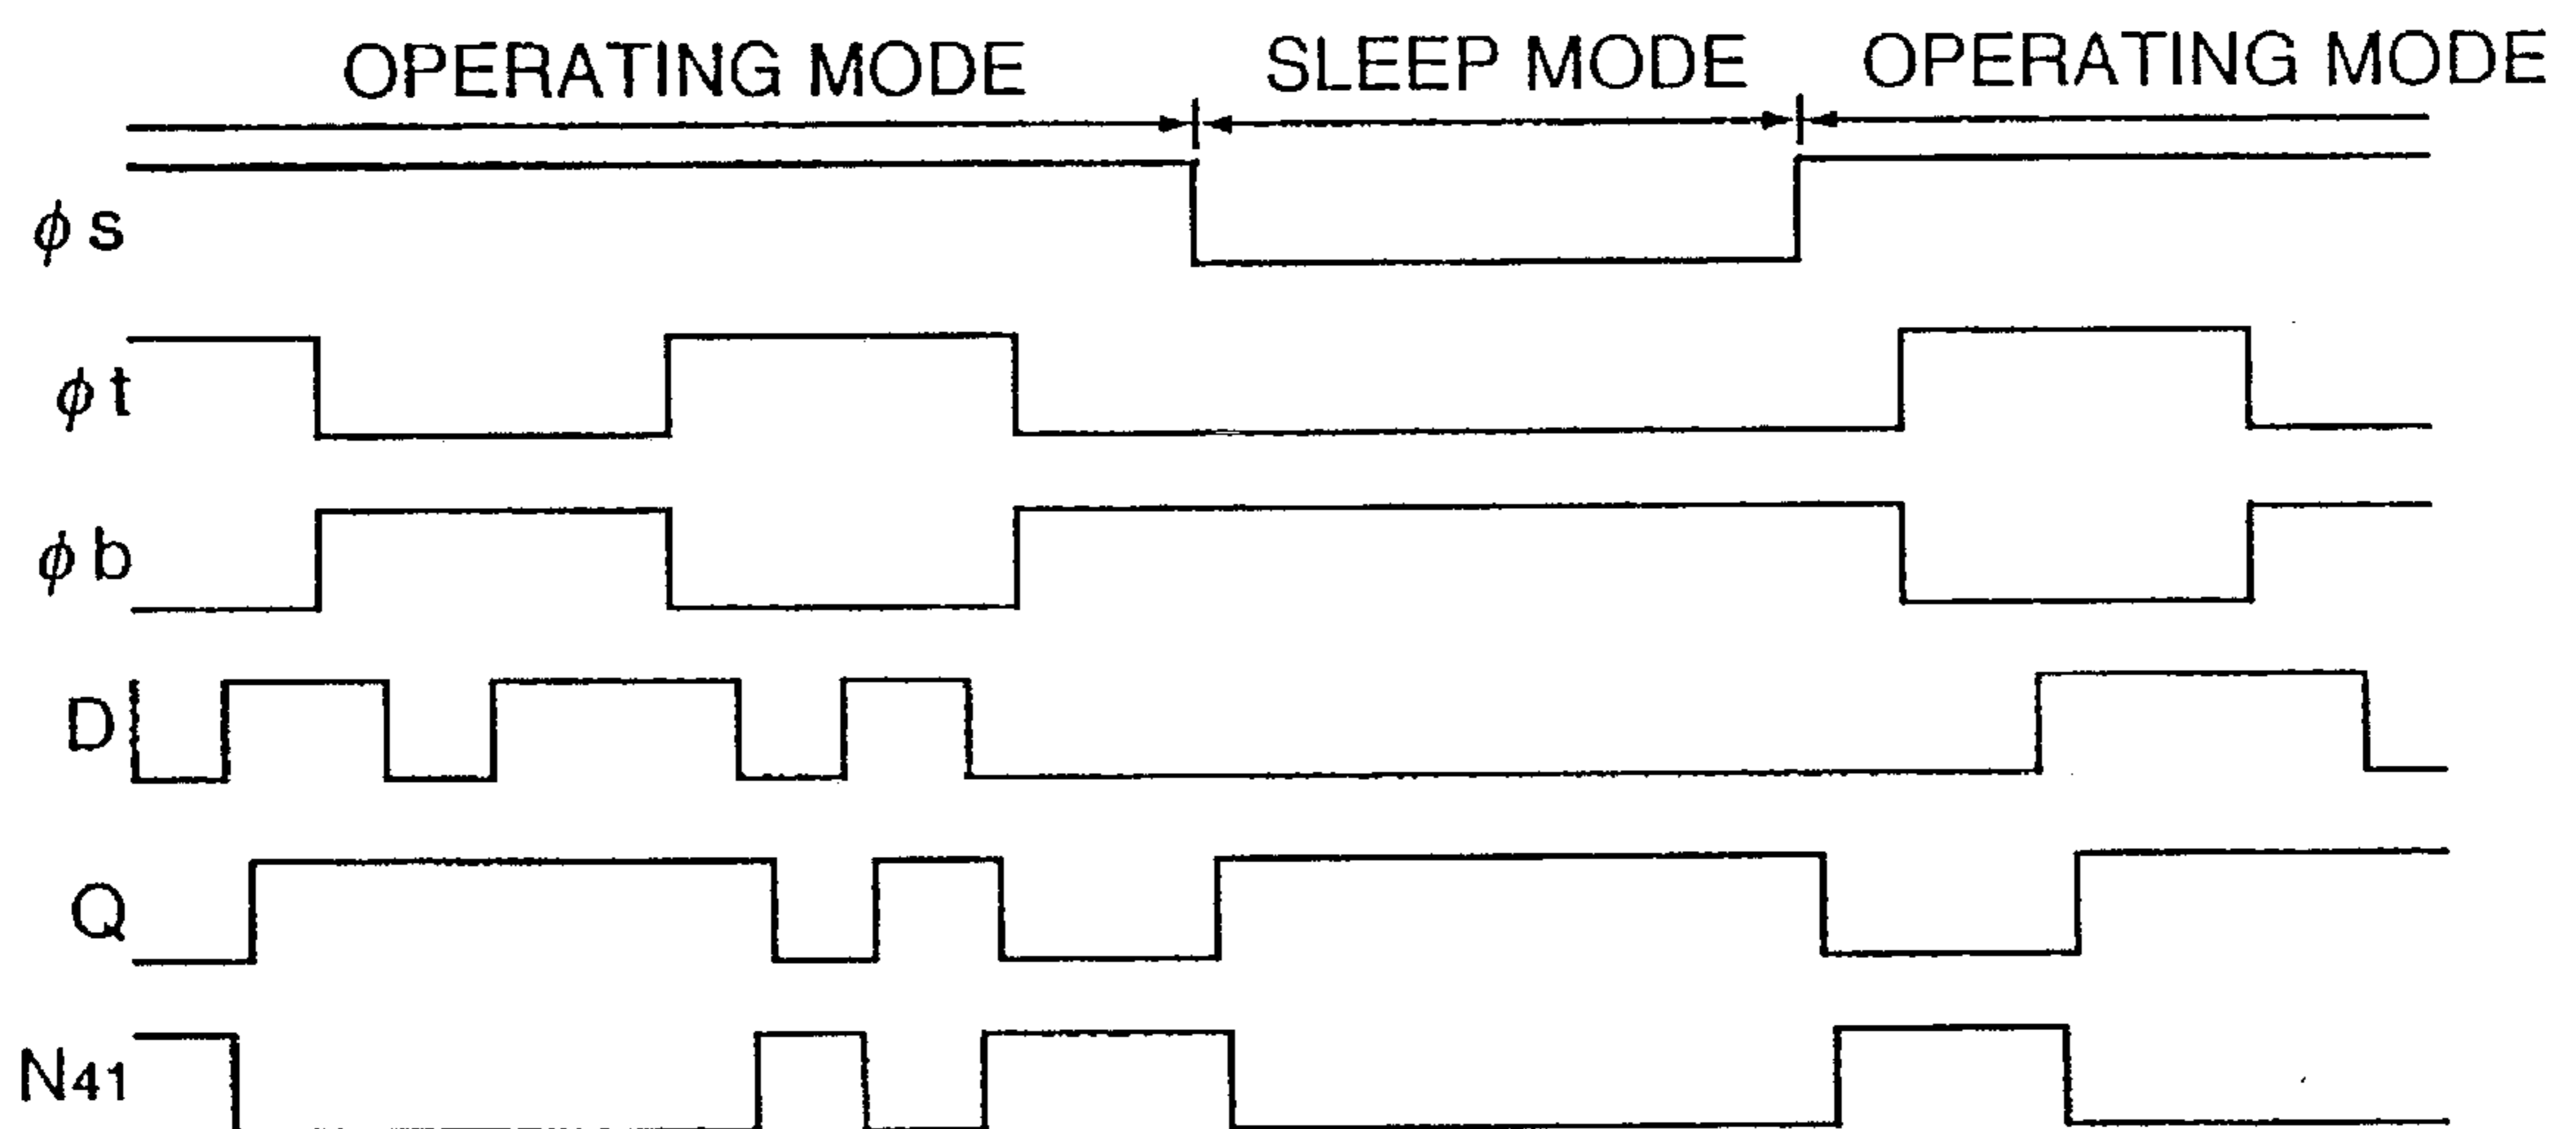 OPERATING MODE SLEEP MODE OPERATING MODE
ϕs
ϕt
ϕb
D
Q
N41